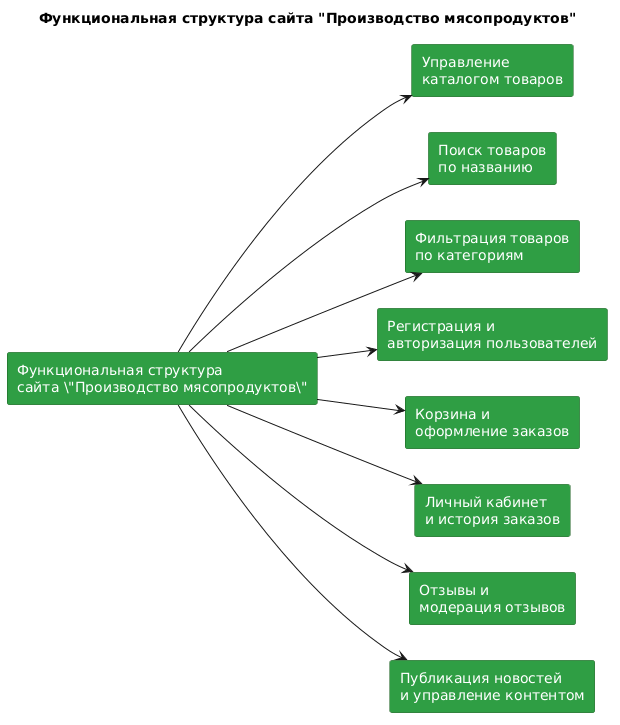 Функциональная структура сайта "Производство мясопродуктов"
Управление
каталогом товаров
Поиск товаров
по названию
Фильтрация товаров
по категориям
Регистрация и
авторизация пользователей
Функциональная структура
сайта \"Производство мясопродуктов\"
Корзина и
оформление заказов
Личный кабинет
и история заказов
Отзывы и
модерация отзывов
Публикация новостей
и управление контентом